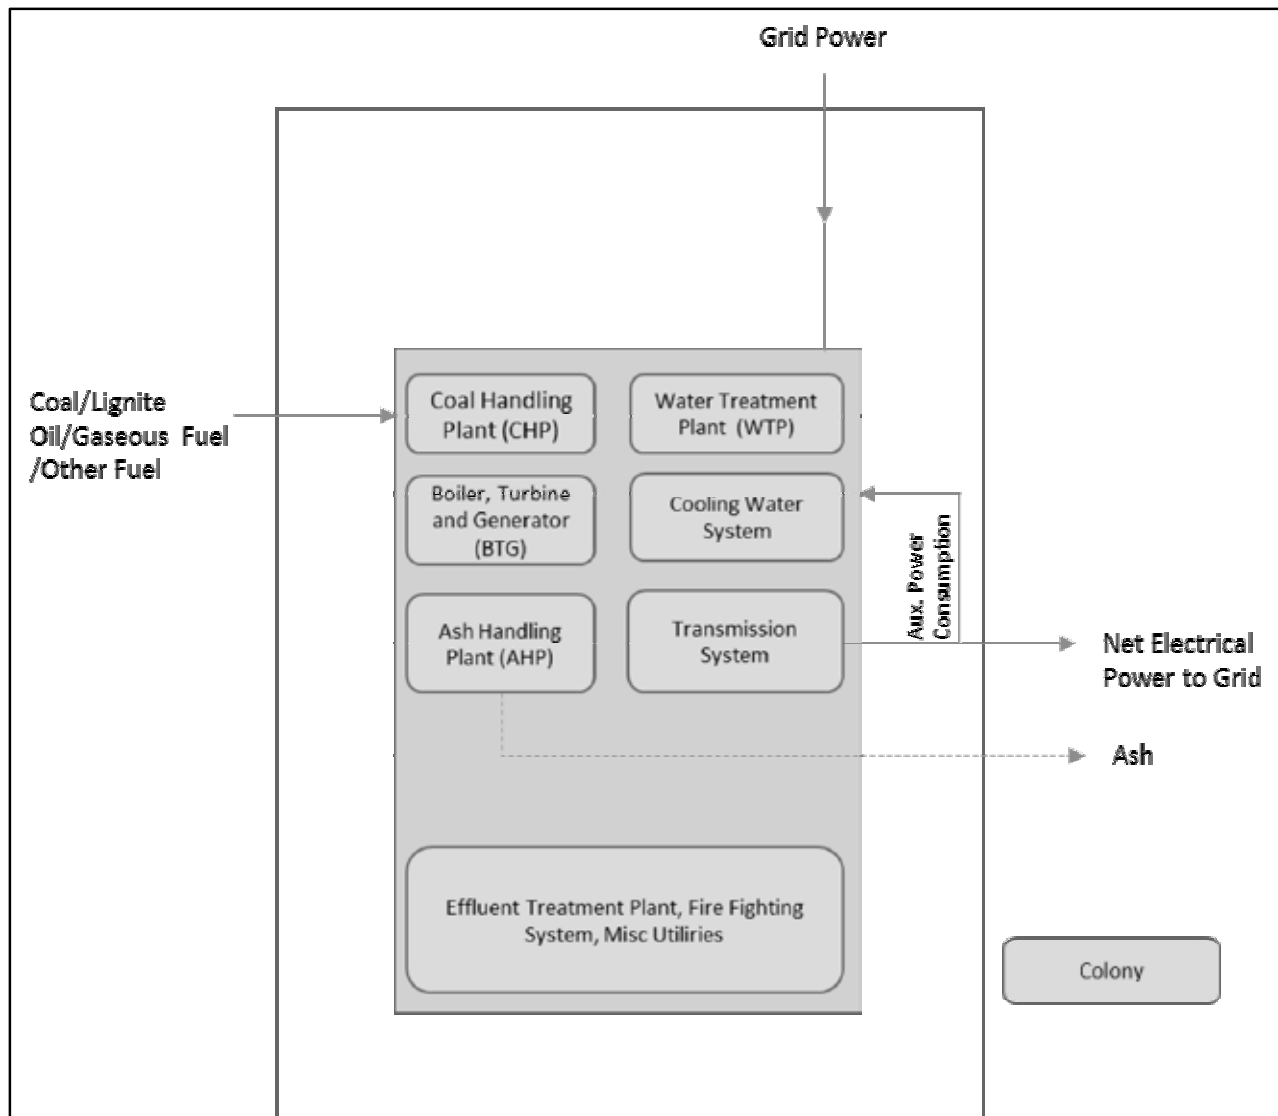 Grid Power
Coal/Lignite
Oil/Gaseous Fuel
/Other Fuel
Coal Handling
Plant (CHP)
Water Treatment
Plant (WTP)
Boiler, Turbine
and Generator
(BTG)
Cooling Water
System
Aux. Power
Consumption
Ash Handling
Plant (AHP)
Transmission
System
Net Electrical
Power to Grid
Ash
Effluent Treatment Plant, Fire Fighting
System, Misc Utiliries
Colony